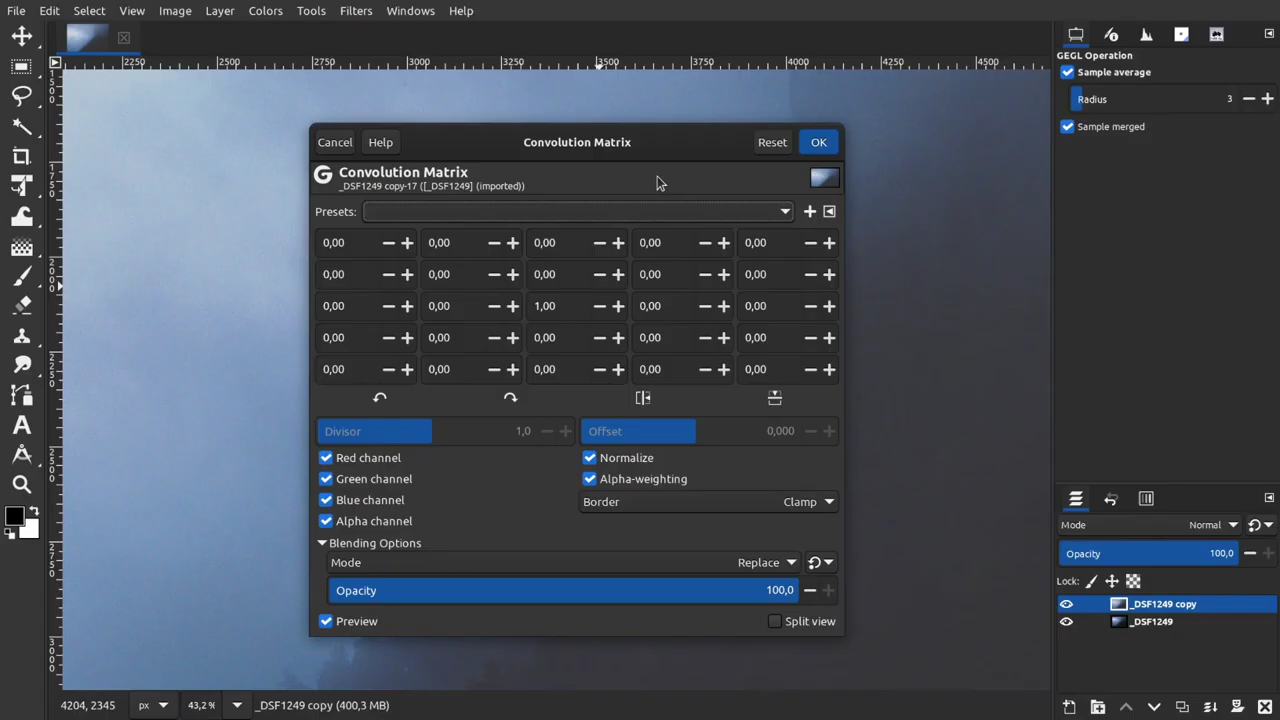 File Edit Select View Image Layer Colors Tools Filters Windows Help
2250 2500 2750 3000 3250 3500 3750 4000 4250 4500
GEGL Operation
Sample average
Radius 3
Sample merged
1500
1750
2000
2250
2500
2750
3000
Cancel Help Convolution Matrix Reset OK
Convolution Matrix
_DSF1249 copy-17 ([_DSF1249] (imported))
Presets:
0,00 0,00 0,00 0,00 0,00
0,00 0,00 0,00 0,00 0,00
0,00 0,00 1,00 0,00 0,00
0,00 0,00 0,00 0,00 0,00
0,00 0,00 0,00 0,00 0,00
Divisor 1,0 Offset 0,000
Red channel Normalize
Green channel Alpha-weighting
Blue channel Border Clamp
Alpha channel
Blending Options
Mode Replace
Opacity 100,0
Preview Split view
Mode Normal
Opacity 100,0
Lock:
_DSF1249 copy
_DSF1249
4204, 2345 px 43,2 % _DSF1249 copy (400,3 MB)